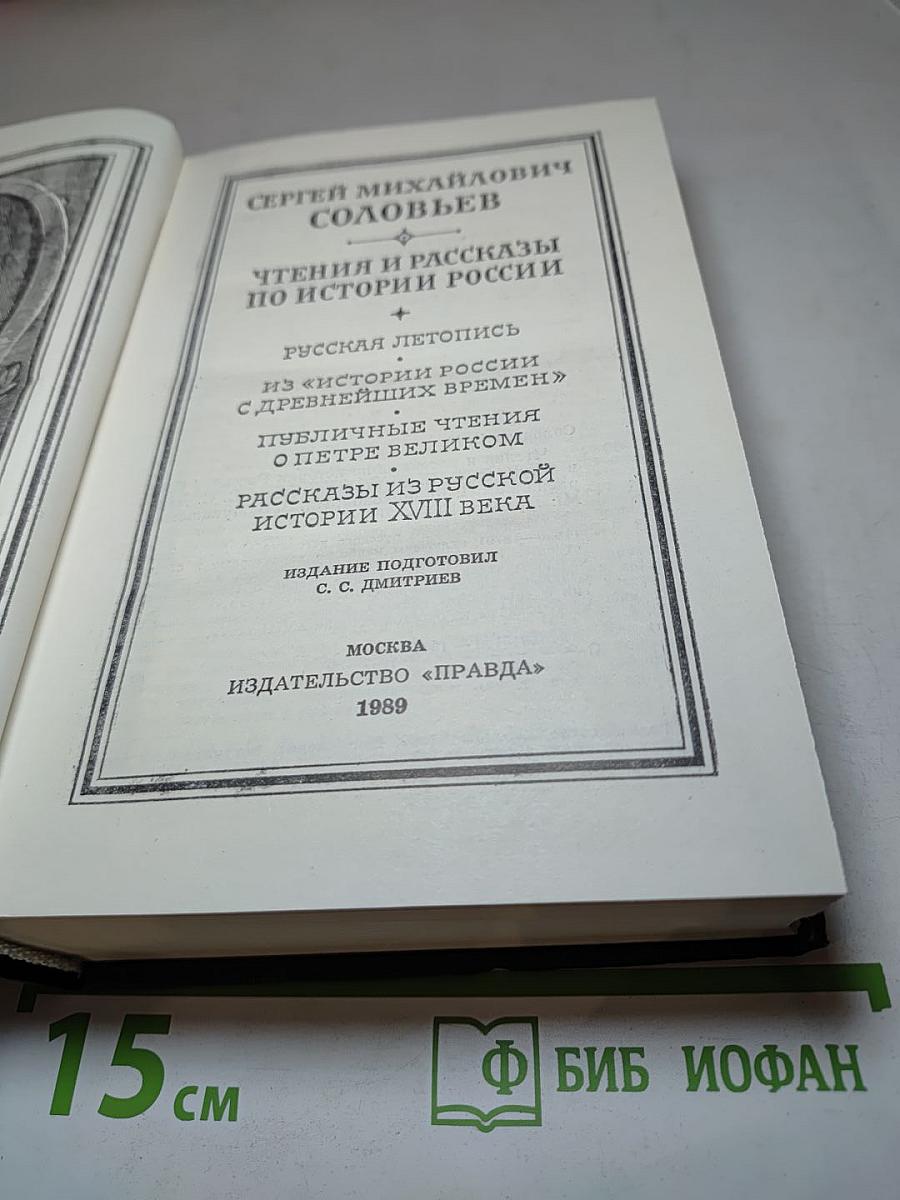 СЕРГЕЙ МИХАЙЛОВИЧ
СОЛОВЬЕВ
ЧТЕНИЯ И РАССКАЗЫ
ПО ИСТОРИИ РОССИИ
РУССКАЯ ЛЕТОПИСЬ
ИЗ «ИСТОРИИ РОССИИ
С ДРЕВНЕЙШИХ ВРЕМЕН»
ПУБЛИЧНЫЕ ЧТЕНИЯ
О ПЕТРЕ ВЕЛИКОМ
РАССКАЗЫ ИЗ РУССКОЙ
ИСТОРИИ XVIII ВЕКА
ИЗДАНИЕ ПОДГОТОВИЛ
С. С. ДМИТРИЕВ
МОСКВА
ИЗДАТЕЛЬСТВО «ПРАВДА»
1989
15 см
Ф БИБ ИОФАН